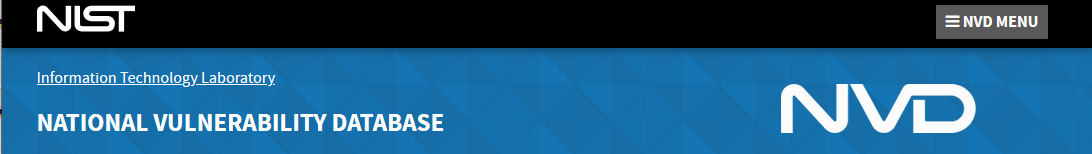 NIST
NVD MENU
Information Technology Laboratory
NATIONAL VULNERABILITY DATABASE
NVD